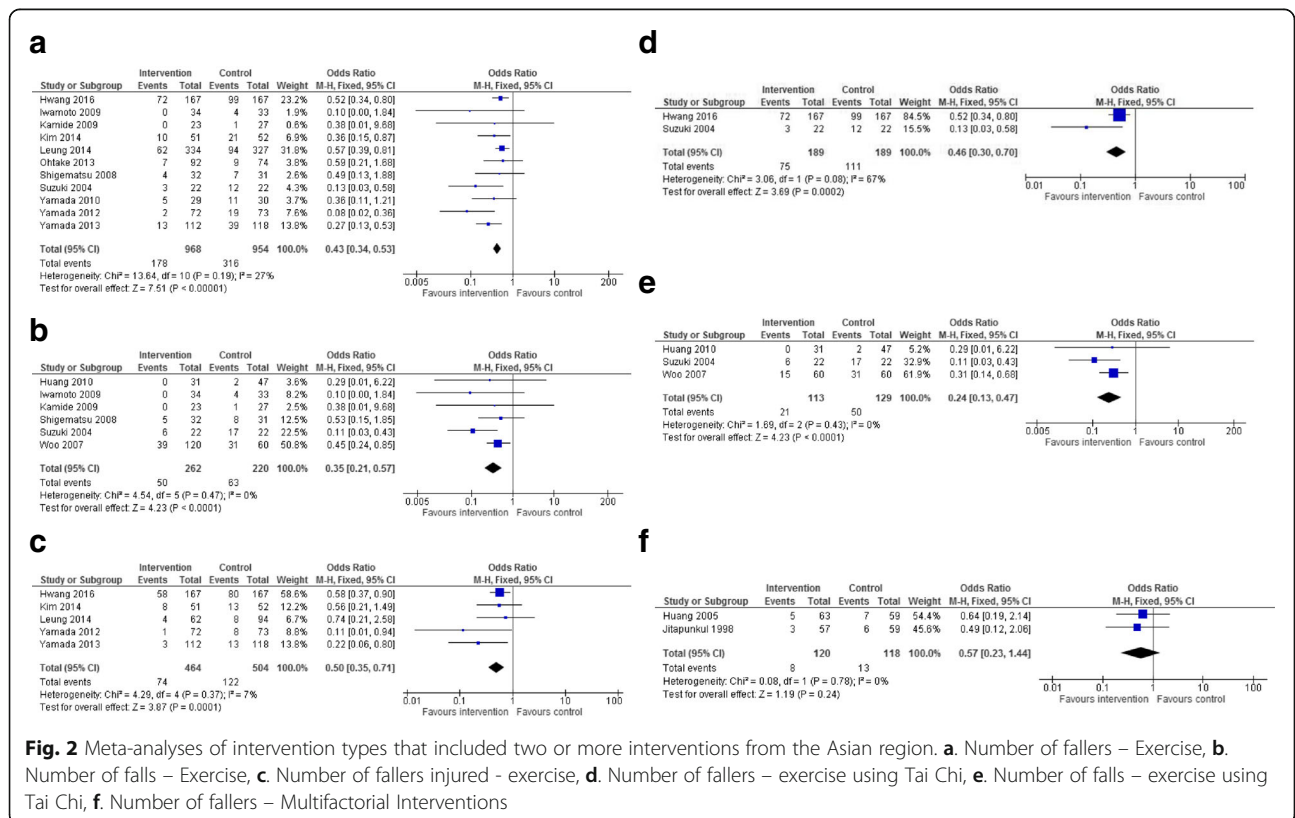 a
Intervention Control Odds Ratio Odds Ratio
Study or Subgroup Events Total Events Total Weight M-H, Fixed, 95% CI M-H, Fixed, 95% CI
Hwang 2016 72 167 99 167 23.2% 0.52 [0.34, 0.80]
Iwamoto 2009 0 34 4 33 1.9% 0.10 [0.00, 1.84]
Kamide 2009 0 23 1 27 0.6% 0.38 [0.01, 9.68]
Kim 2014 10 51 21 52 7.0% 0.36 [0.15, 0.87]
Leung 2014 62 334 94 327 31.8% 0.57 [0.39, 0.81]
Ohtake 2013 7 92 9 74 3.9% 0.59 [0.21, 1.68]
Shigematsu 2008 4 32 7 31 2.6% 0.49 [0.13, 1.88]
Suzuki 2004 3 22 12 22 4.3% 0.13 [0.03, 0.58]
Yamada 2010 5 29 11 30 3.7% 0.36 [0.11, 1.21]
Yamada 2012 2 72 19 73 7.6% 0.08 [0.02, 0.36]
Yamada 2013 13 112 39 118 13.8% 0.27 [0.13, 0.53]
Total (95% CI) 968 954 100.0% 0.43 [0.34, 0.53]
Total events 178 316
Heterogeneity: Chi² = 13.64, df = 10 (P = 0.19); I² = 27%
Test for overall effect: Z = 7.51 (P < 0.00001)
0.005 0.1 1 10 200
Favours intervention Favours control
b
Intervention Control Odds Ratio Odds Ratio
Study or Subgroup Events Total Events Total Weight M-H, Fixed, 95% CI M-H, Fixed, 95% CI
Huang 2010 0 31 2 47 3.6% 0.29 [0.01, 6.22]
Iwamoto 2009 0 34 4 33 8.2% 0.10 [0.00, 1.84]
Kamide 2009 0 23 1 27 2.5% 0.38 [0.01, 9.68]
Shigematsu 2008 5 32 8 31 12.5% 0.53 [0.15, 1.85]
Suzuki 2004 6 22 17 22 22.5% 0.11 [0.03, 0.43]
Woo 2007 39 120 31 60 50.8% 0.45 [0.24, 0.85]
Total (95% CI) 262 220 100.0% 0.35 [0.21, 0.57]
Total events 50 63
Heterogeneity: Chi² = 4.54, df = 5 (P = 0.47); I² = 0%
Test for overall effect: Z = 4.23 (P < 0.0001)
0.005 0.1 1 10 200
Favours intervention Favours control
c
Intervention Control Odds Ratio Odds Ratio
Study or Subgroup Events Total Events Total Weight M-H, Fixed, 95% CI M-H, Fixed, 95% CI
Hwang 2016 58 167 80 167 58.6% 0.58 [0.37, 0.90]
Kim 2014 8 51 13 52 12.2% 0.56 [0.21, 1.49]
Leung 2014 4 62 8 94 6.7% 0.74 [0.21, 2.58]
Yamada 2012 1 72 8 73 8.8% 0.11 [0.01, 0.94]
Yamada 2013 3 112 13 118 13.8% 0.22 [0.06, 0.80]
Total (95% CI) 464 504 100.0% 0.50 [0.35, 0.71]
Total events 74 122
Heterogeneity: Chi² = 4.29, df = 4 (P = 0.37); I² = 7%
Test for overall effect: Z = 3.87 (P = 0.0001)
0.01 0.1 1 10 100
Favours intervention Favours control
d
Intervention Control Odds Ratio Odds Ratio
Study or Subgroup Events Total Events Total Weight M-H, Fixed, 95% CI M-H, Fixed, 95% CI
Hwang 2016 72 167 99 167 84.5% 0.52 [0.34, 0.80]
Suzuki 2004 3 22 12 22 15.5% 0.13 [0.03, 0.58]
Total (95% CI) 189 189 100.0% 0.46 [0.30, 0.70]
Total events 75 111
Heterogeneity: Chi² = 3.06, df = 1 (P = 0.08); I² = 67%
Test for overall effect: Z = 3.69 (P = 0.0002)
0.01 0.1 1 10 100
Favours intervention Favours control
e
Intervention Control Odds Ratio Odds Ratio
Study or Subgroup Events Total Events Total Weight M-H, Fixed, 95% CI M-H, Fixed, 95% CI
Huang 2010 0 31 2 47 5.2% 0.29 [0.01, 6.22]
Suzuki 2004 6 22 17 22 32.9% 0.11 [0.03, 0.43]
Woo 2007 15 60 31 60 61.9% 0.31 [0.14, 0.68]
Total (95% CI) 113 129 100.0% 0.24 [0.13, 0.47]
Total events 21 50
Heterogeneity: Chi² = 1.69, df = 2 (P = 0.43); I² = 0%
Test for overall effect: Z = 4.23 (P < 0.0001)
0.005 0.1 1 10 200
Favours intervention Favours control
f
Intervention Control Odds Ratio Odds Ratio
Study or Subgroup Events Total Events Total Weight M-H, Fixed, 95% CI M-H, Fixed, 95% CI
Huang 2005 5 63 7 59 54.4% 0.64 [0.19, 2.14]
Jitapunkul 1998 3 57 6 59 45.6% 0.49 [0.12, 2.06]
Total (95% CI) 120 118 100.0% 0.57 [0.23, 1.44]
Total events 8 13
Heterogeneity: Chi² = 0.08, df = 1 (P = 0.78); I² = 0%
Test for overall effect: Z = 1.19 (P = 0.24)
0.01 0.1 1 10 100
Favours intervention Favours control
Fig. 2 Meta-analyses of intervention types that included two or more interventions from the Asian region. a. Number of fallers – Exercise, b.
Number of falls – Exercise, c. Number of fallers injured - exercise, d. Number of fallers – exercise using Tai Chi, e. Number of falls – exercise using
Tai Chi, f. Number of fallers – Multifactorial Interventions